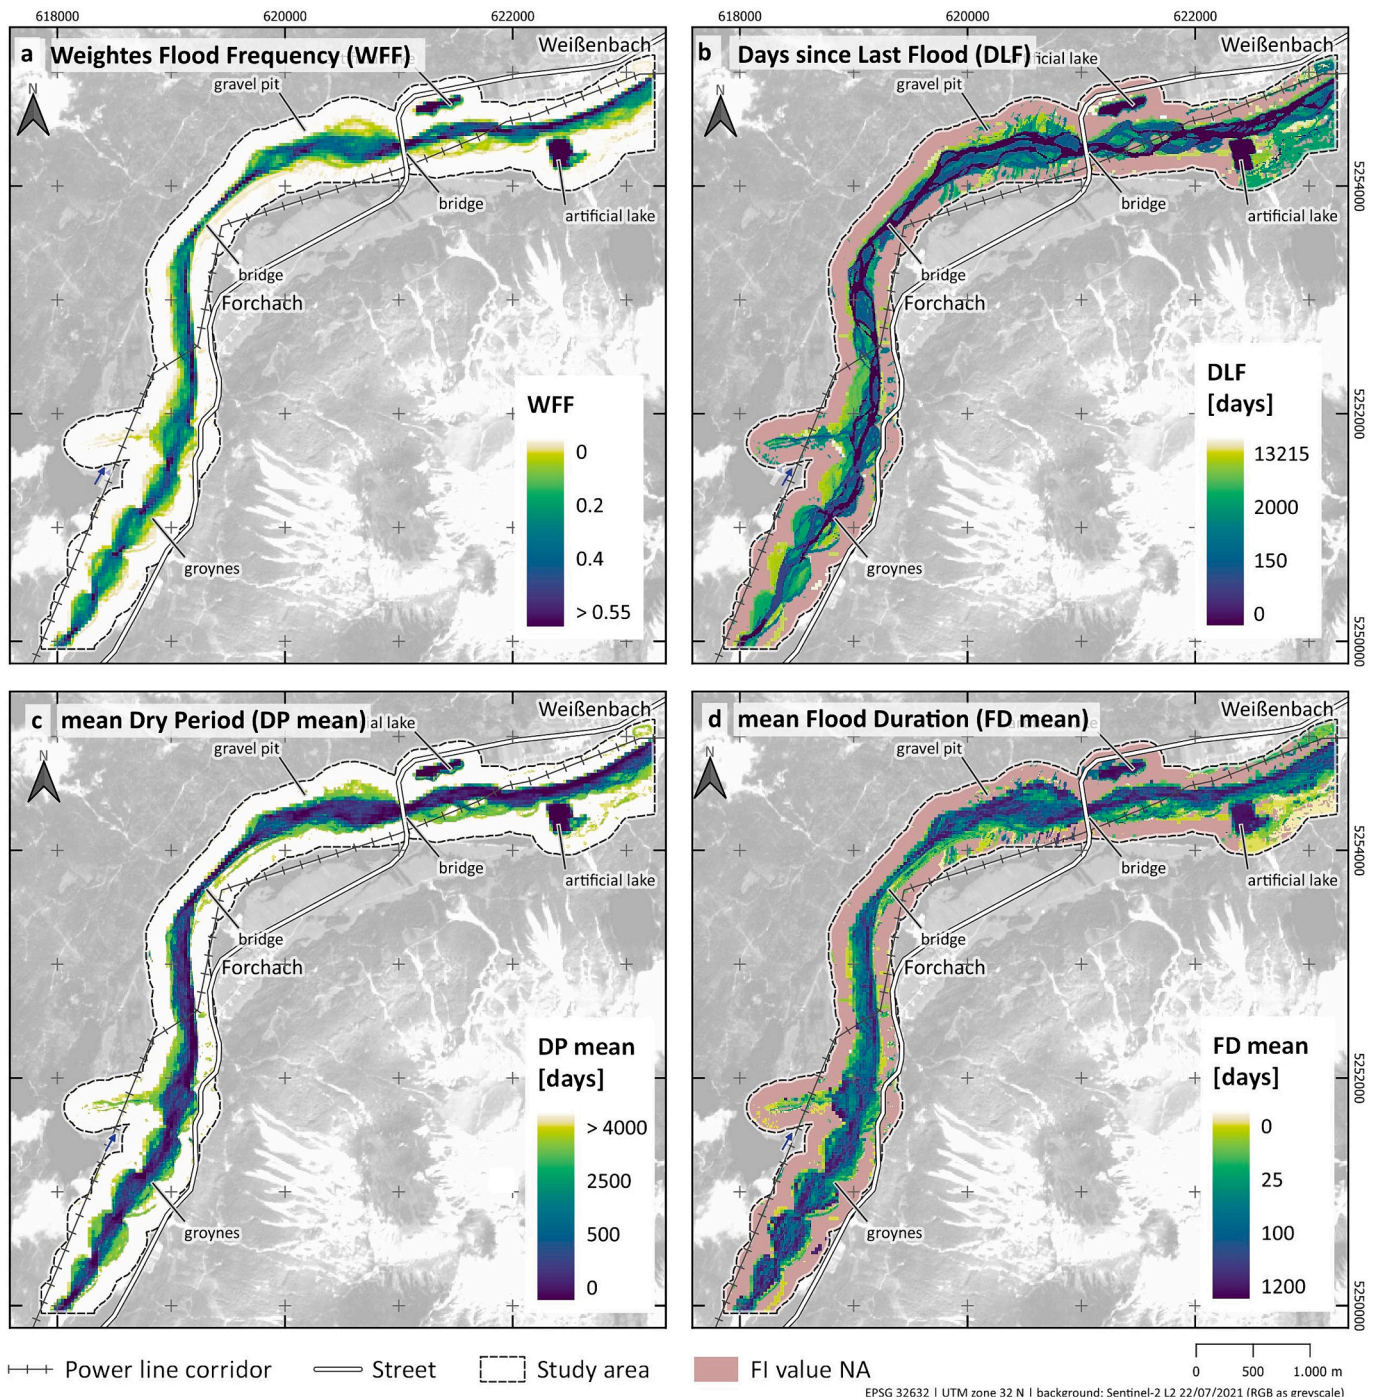 618000 620000 622000 618000 620000 622000
a Weightes Flood Frequency (WFF)
Weißenbach
gravel pit
bridge
artificial lake
bridge
Forchach
groynes
WFF
0
0.2
0.4
> 0.55
b Days since Last Flood (DLF)
ficial lake
Weißenbach
gravel pit
bridge
artificial lake
bridge
Forchach
groynes
DLF
[days]
13215
2000
150
0
5254000
5252000
5250000
N
N
c mean Dry Period (DP mean)
al lake
Weißenbach
gravel pit
bridge
artificial lake
bridge
Forchach
groynes
DP mean
[days]
> 4000
2500
500
0
d mean Flood Duration (FD mean)
ke
Weißenbach
gravel pit
bridge
artificial lake
bridge
Forchach
groynes
FD mean
[days]
0
25
100
1200
5254000
5252000
5250000
N
N
Power line corridor
Street
Study area
FI value NA
0 500 1.000 m
EPSG 32632 | UTM zone 32 N | background: Sentinel-2 L2 22/07/2021 (RGB as greyscale)